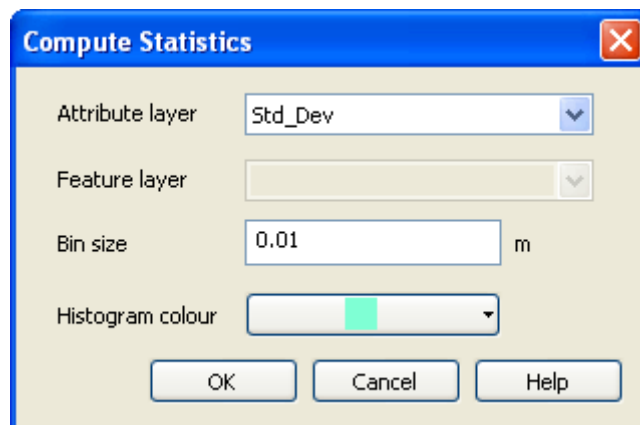 Compute Statistics
Attribute layer Std_Dev
Feature layer
Bin size 0.01 m
Histogram colour
OK Cancel Help